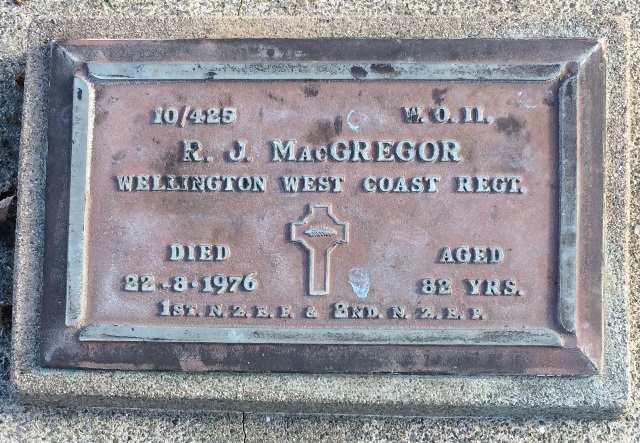 10/425 W.O.II.
R. J. MacGREGOR
WELLINGTON WEST COAST REGT.
DIED AGED
22-8-1976 82 YRS.
1ST. N.Z.E.F. & 2ND. N.Z.E.F.